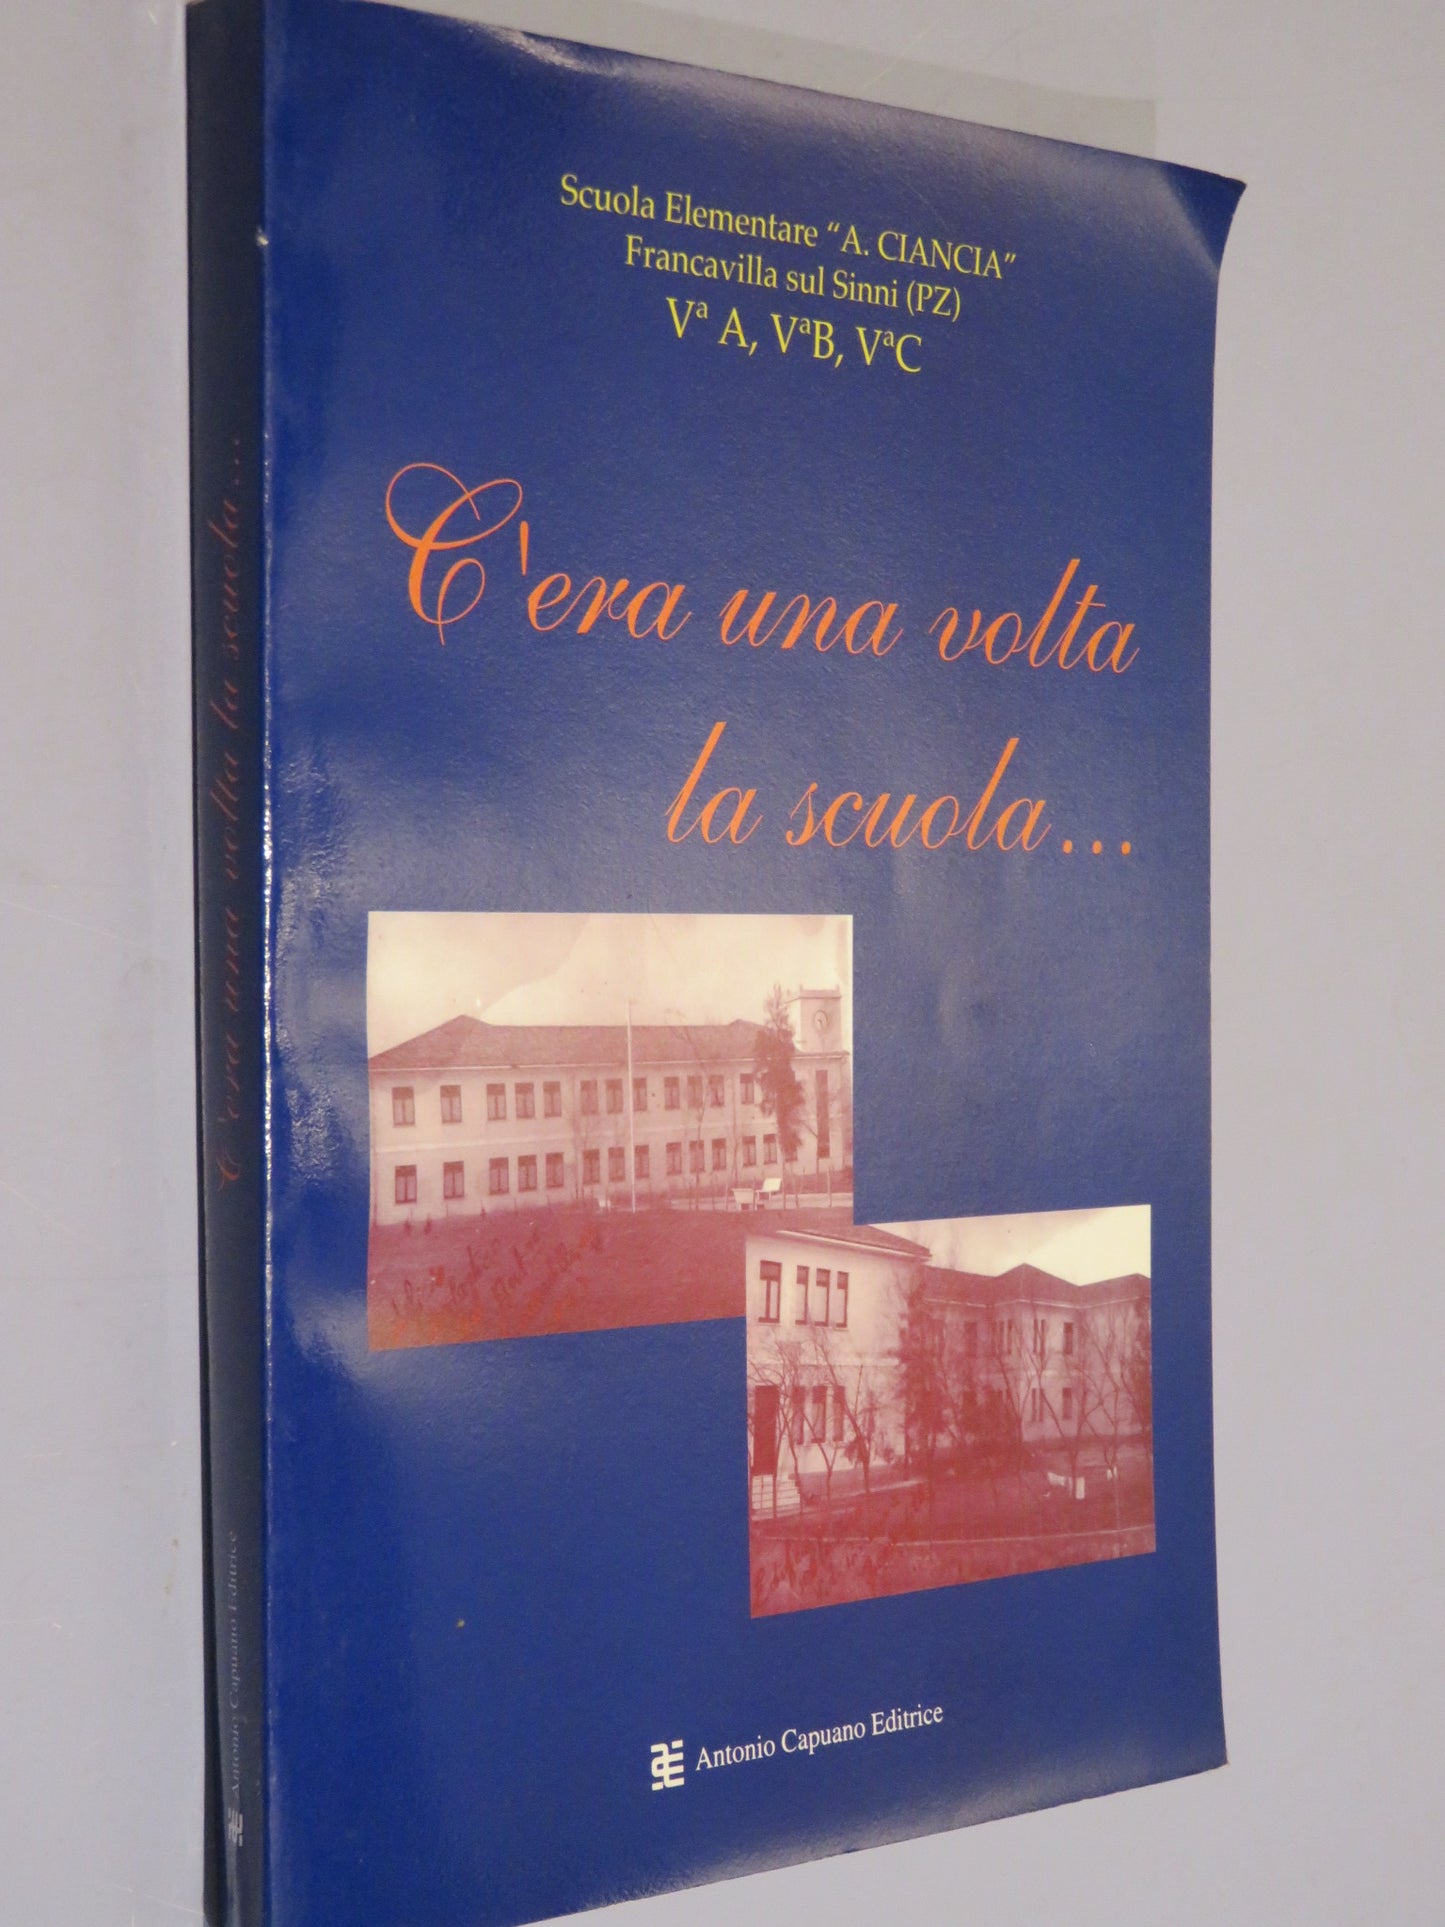 Scuola Elementare “A. CIANCIA”
Francavilla sul Sinni (PZ)
Vª A, VªB, VªC
C'era una volta
la scuola...
Antonio Capuano Editrice
C'era una volta la scuola...
Antonio Capuano Editrice